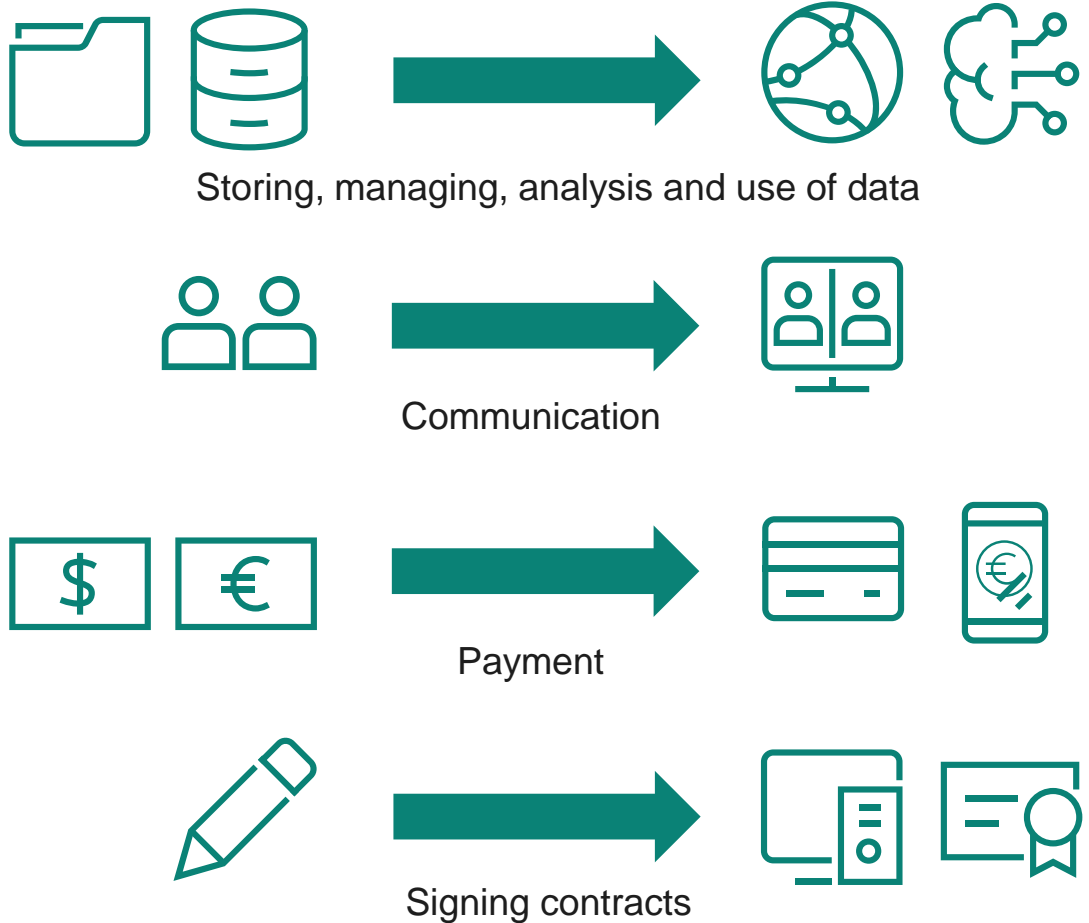 Storing, managing, analysis and use of data
Communication
$ €
€
Payment
Signing contracts